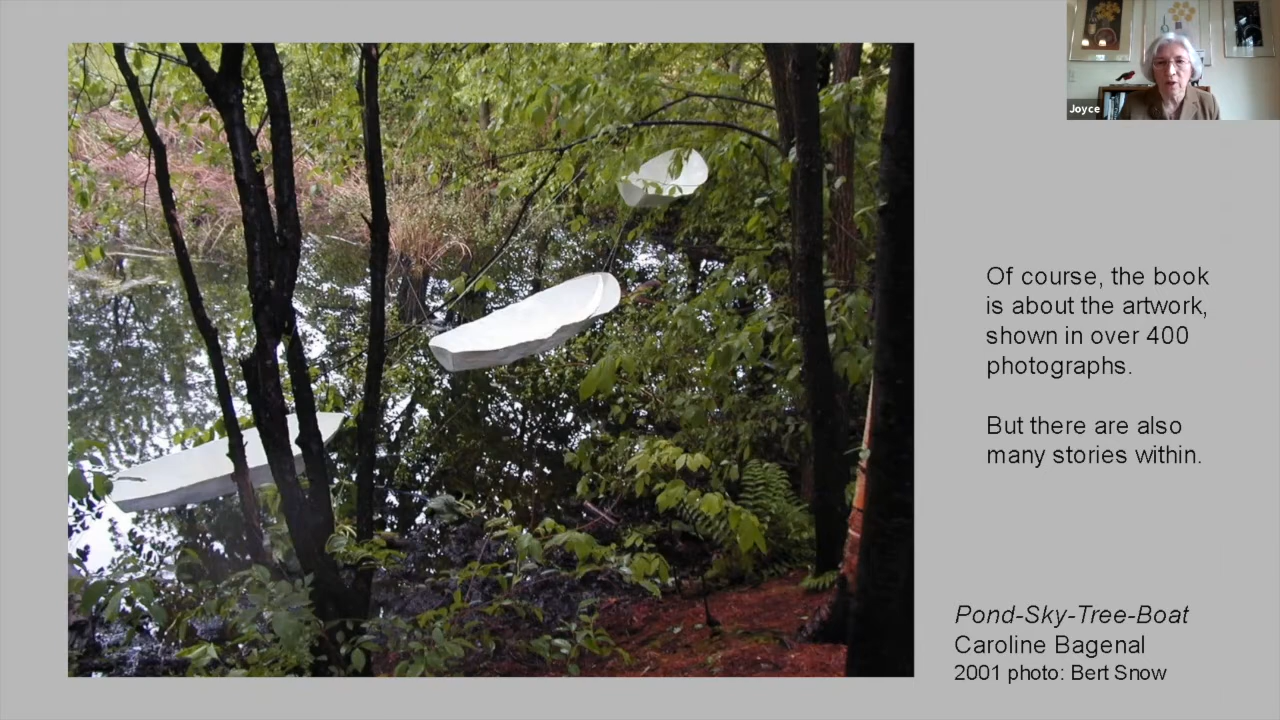 Joyce
Of course, the book
is about the artwork,
shown in over 400
photographs.
But there are also
many stories within.
Pond-Sky-Tree-Boat
Caroline Bagenal
2001 photo: Bert Snow